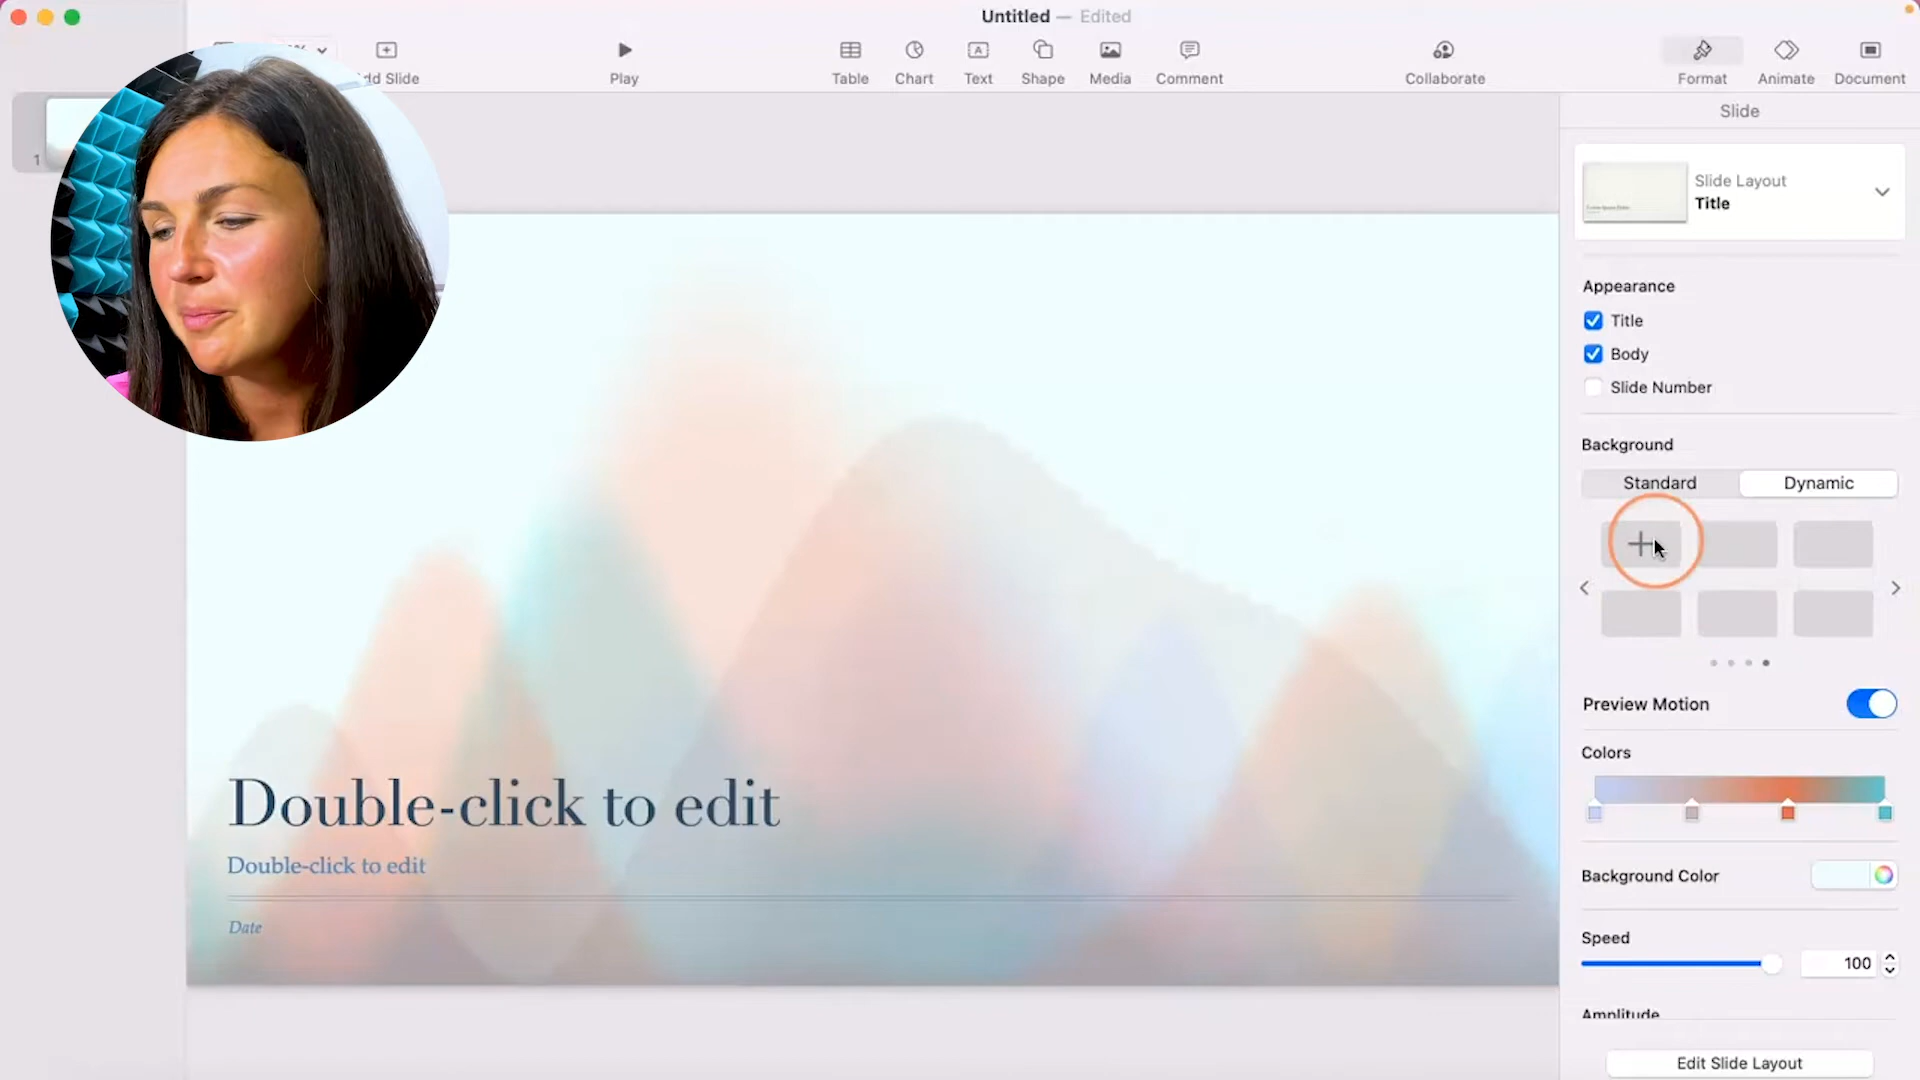 Untitled — Edited
% 
dd Slide
Play
Table
Chart
Text
Shape
Media
Comment
Collaborate
Format
Animate
Document
Slide
1
Slide Layout
Title
Appearance
Title
Body
Slide Number
Background
Standard
Dynamic
Preview Motion
Colors
Double-click to edit
Double-click to edit
Background Color
Date
Speed
100
Amplitude
Edit Slide Layout